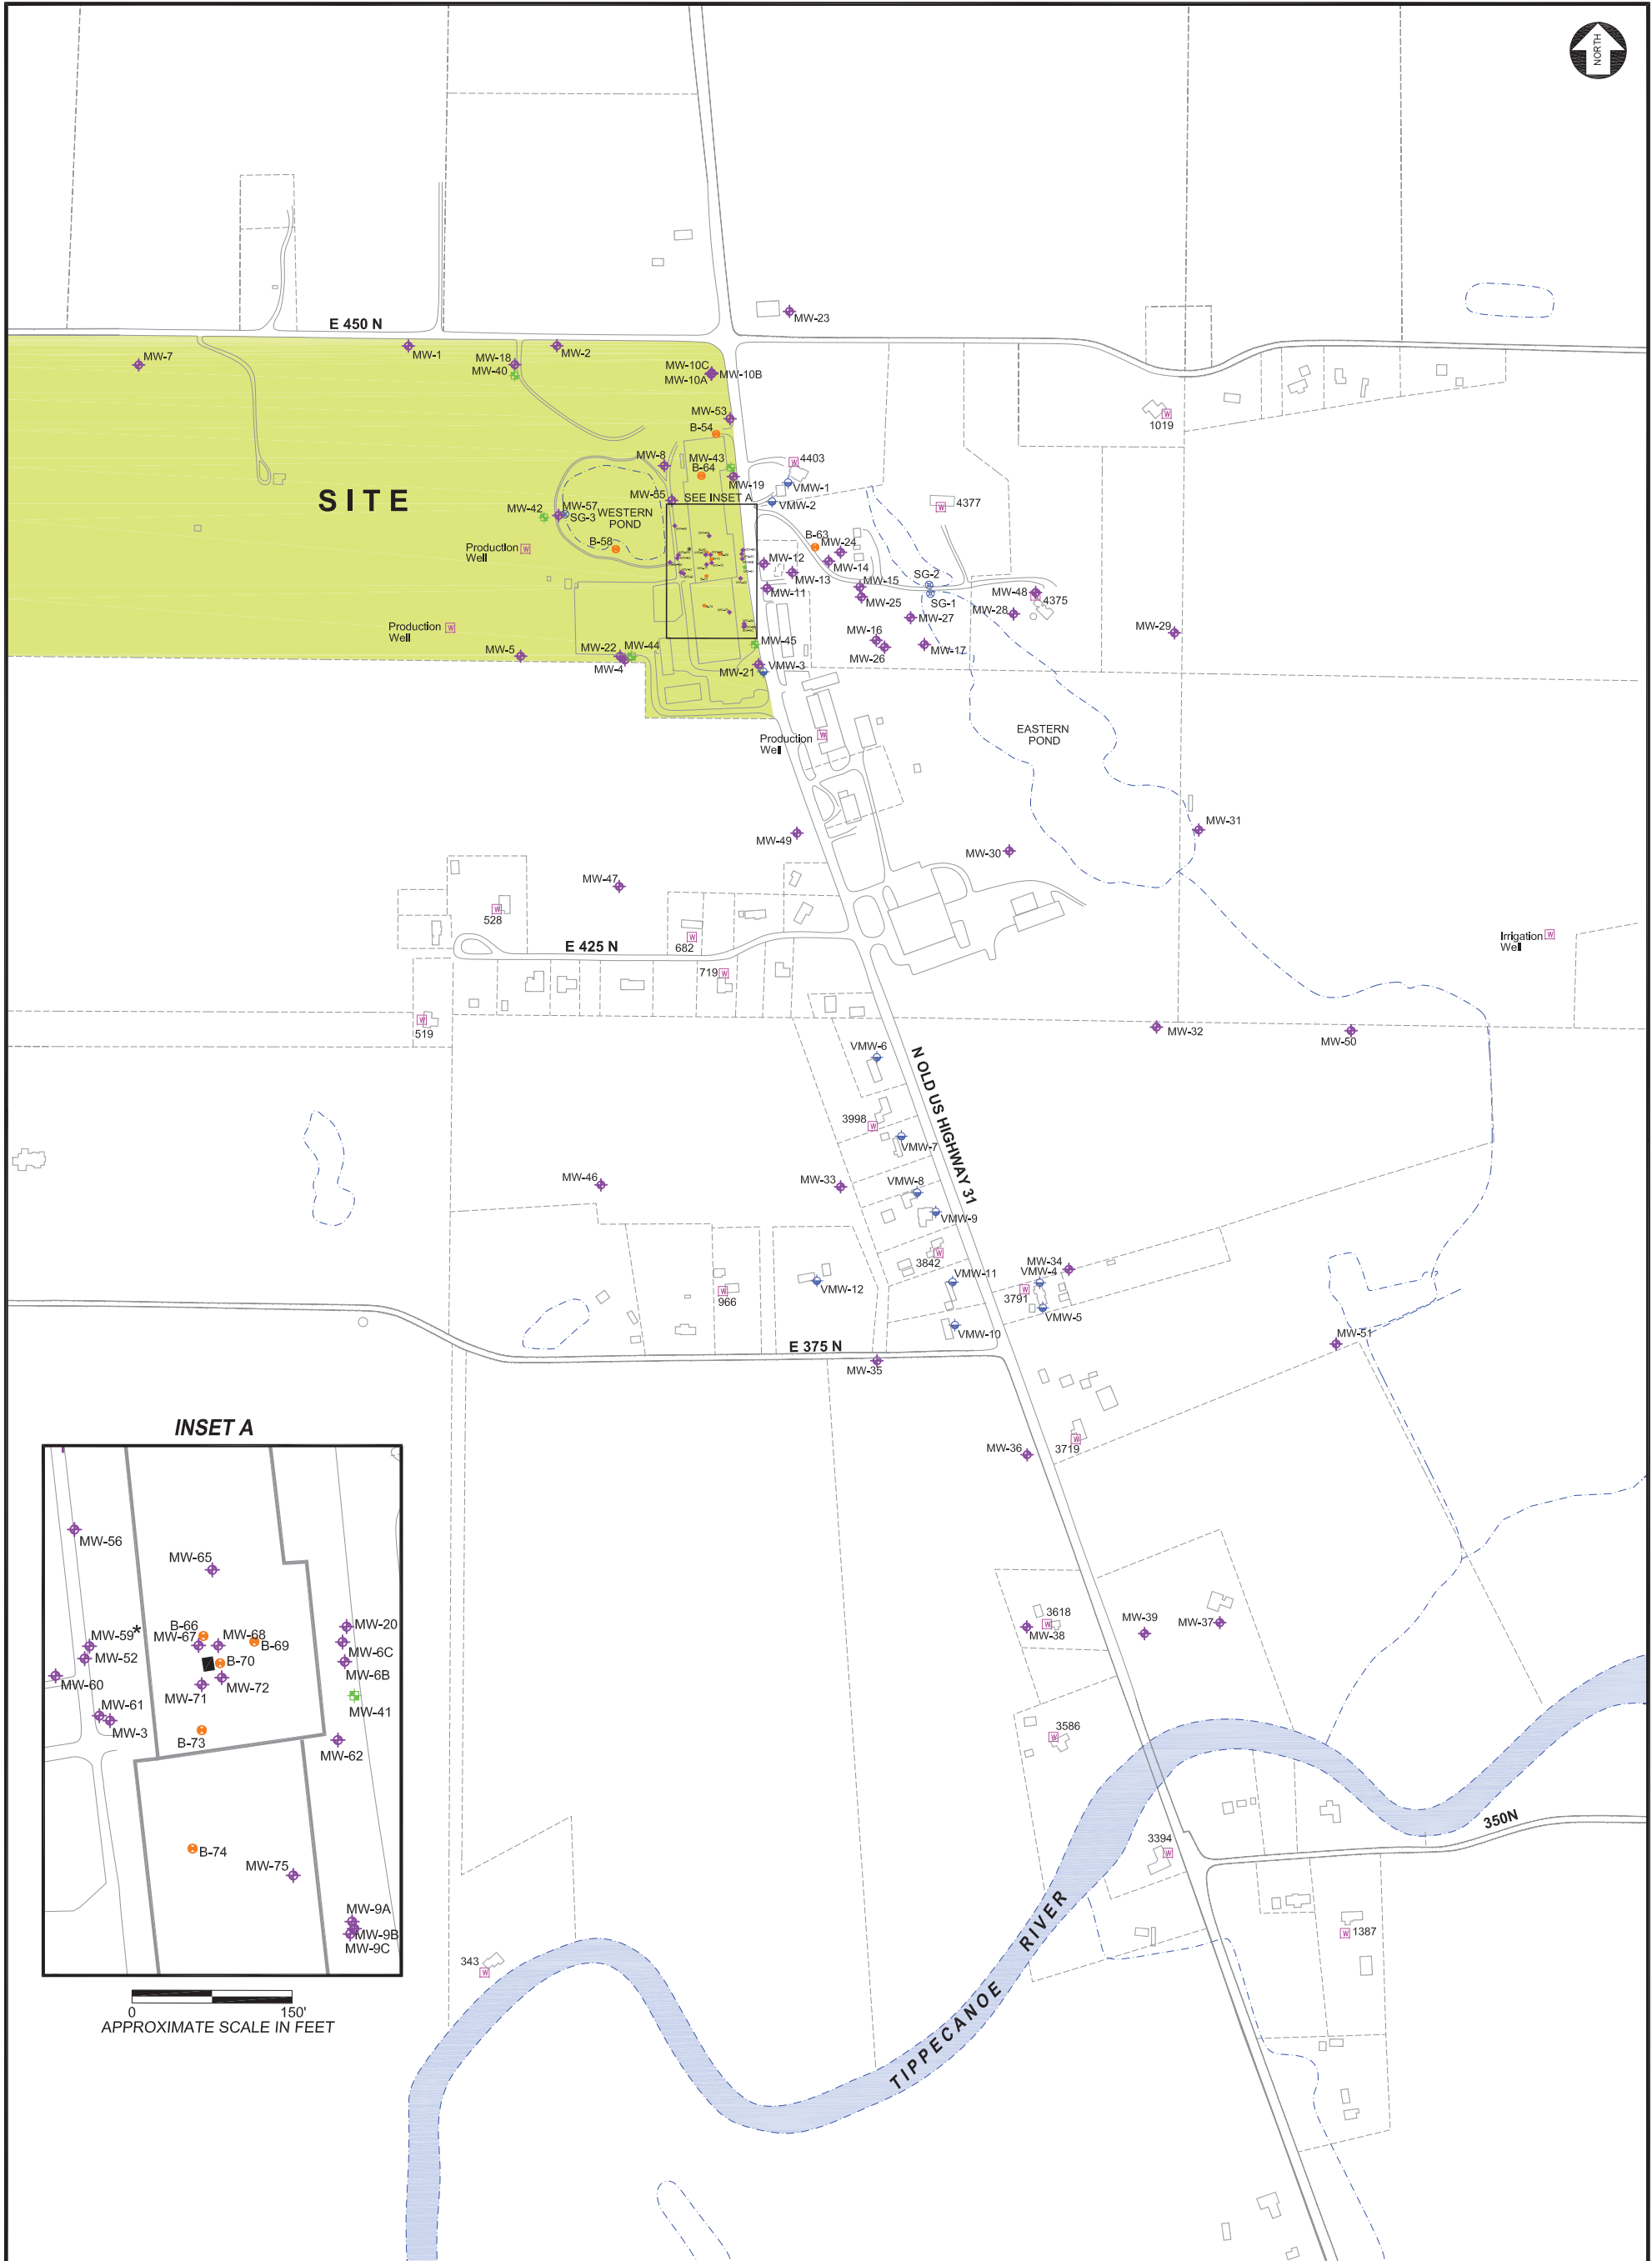 NORTH
E 450 N
MW-23
MW-7
MW-1
MW-18
MW-40
MW-2
MW-10C
MW-10A
MW-10B
MW-53
B-54
1019
MW-8
MW-43
B-64
MW-19
4403
VMW-1
VMW-2
SITE
MW-55
SEE INSET A
4377
MW-42
MW-57
SG-3
WESTERN
POND
B-58
Production
Well
W
B-63
MW-24
MW-12
MW-14
MW-13
MW-15
MW-11
MW-25
SG-2
SG-1
MW-48
4375
MW-28
MW-27
Production
Well
W
MW-29
MW-16
MW-26
MW-17
MW-5
MW-22
MW-44
MW-4
MW-45
VMW-3
MW-21
EASTERN
POND
Production
Well
W
MW-49
MW-31
MW-30
MW-47
528
682
E 425 N
719
Irrigation
Well
W
519
MW-32
MW-50
VMW-6
N OLD US HIGHWAY 31
3998
VMW-7
MW-46
MW-33
VMW-8
VMW-9
3842
MW-34
VMW-4
VMW-11
3791
VMW-12
966
VMW-5
VMW-10
E 375 N
MW-51
MW-35
INSET A
3719
MW-36
MW-56
MW-65
3618
MW-38
MW-39
MW-37
MW-20
B-66
MW-59*
MW-67
MW-68
B-69
MW-6C
MW-52
B-70
MW-6B
MW-60
MW-72
MW-71
MW-61
MW-41
MW-3
B-73
MW-62
3586
350N
B-74
3394
MW-75
MW-9A
MW-9B
MW-9C
1387
343
TIPPECANOE RIVER
0 150'
APPROXIMATE SCALE IN FEET